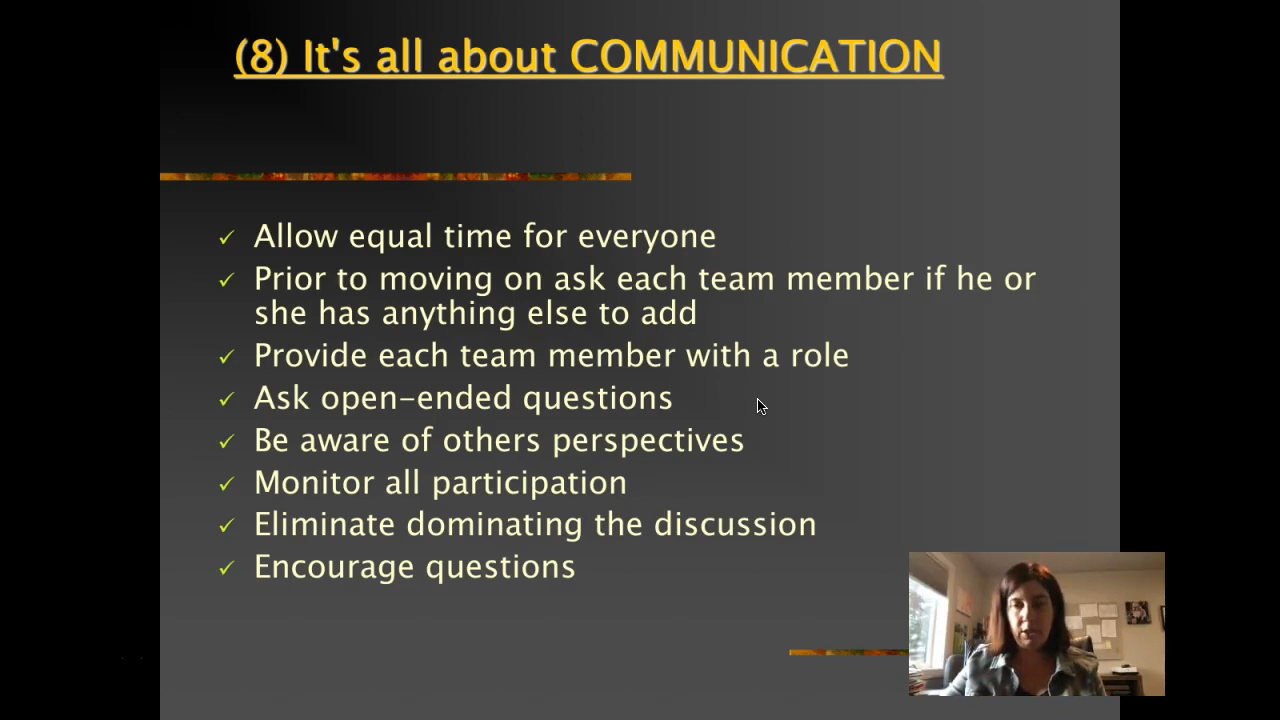 (8) It's all about COMMUNICATION
Allow equal time for everyone
Prior to moving on ask each team member if he or
she has anything else to add
Provide each team member with a role
Ask open-ended questions
Be aware of others perspectives
Monitor all participation
Eliminate dominating the discussion
Encourage questions